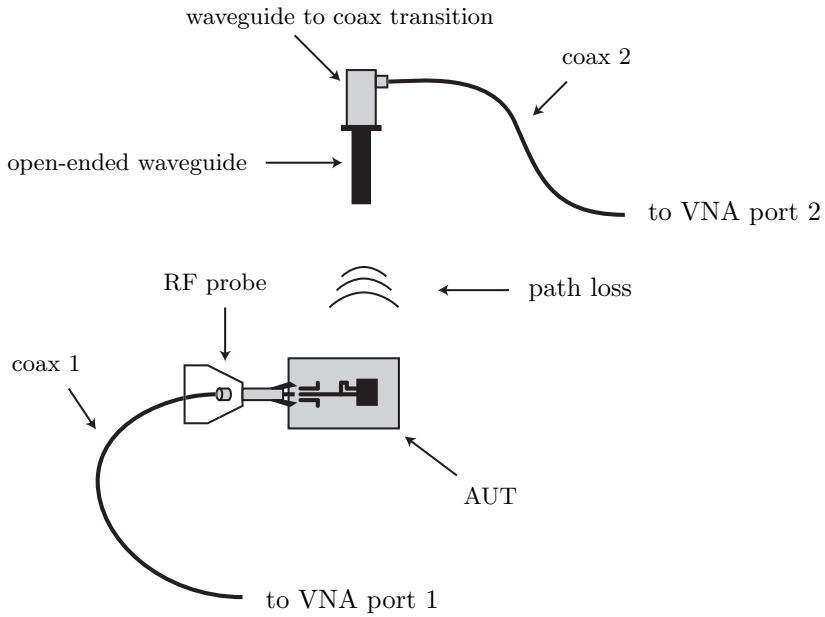 waveguide to coax transition
coax 2
open-ended waveguide
to VNA port 2
RF probe
path loss
coax 1
AUT
to VNA port 1